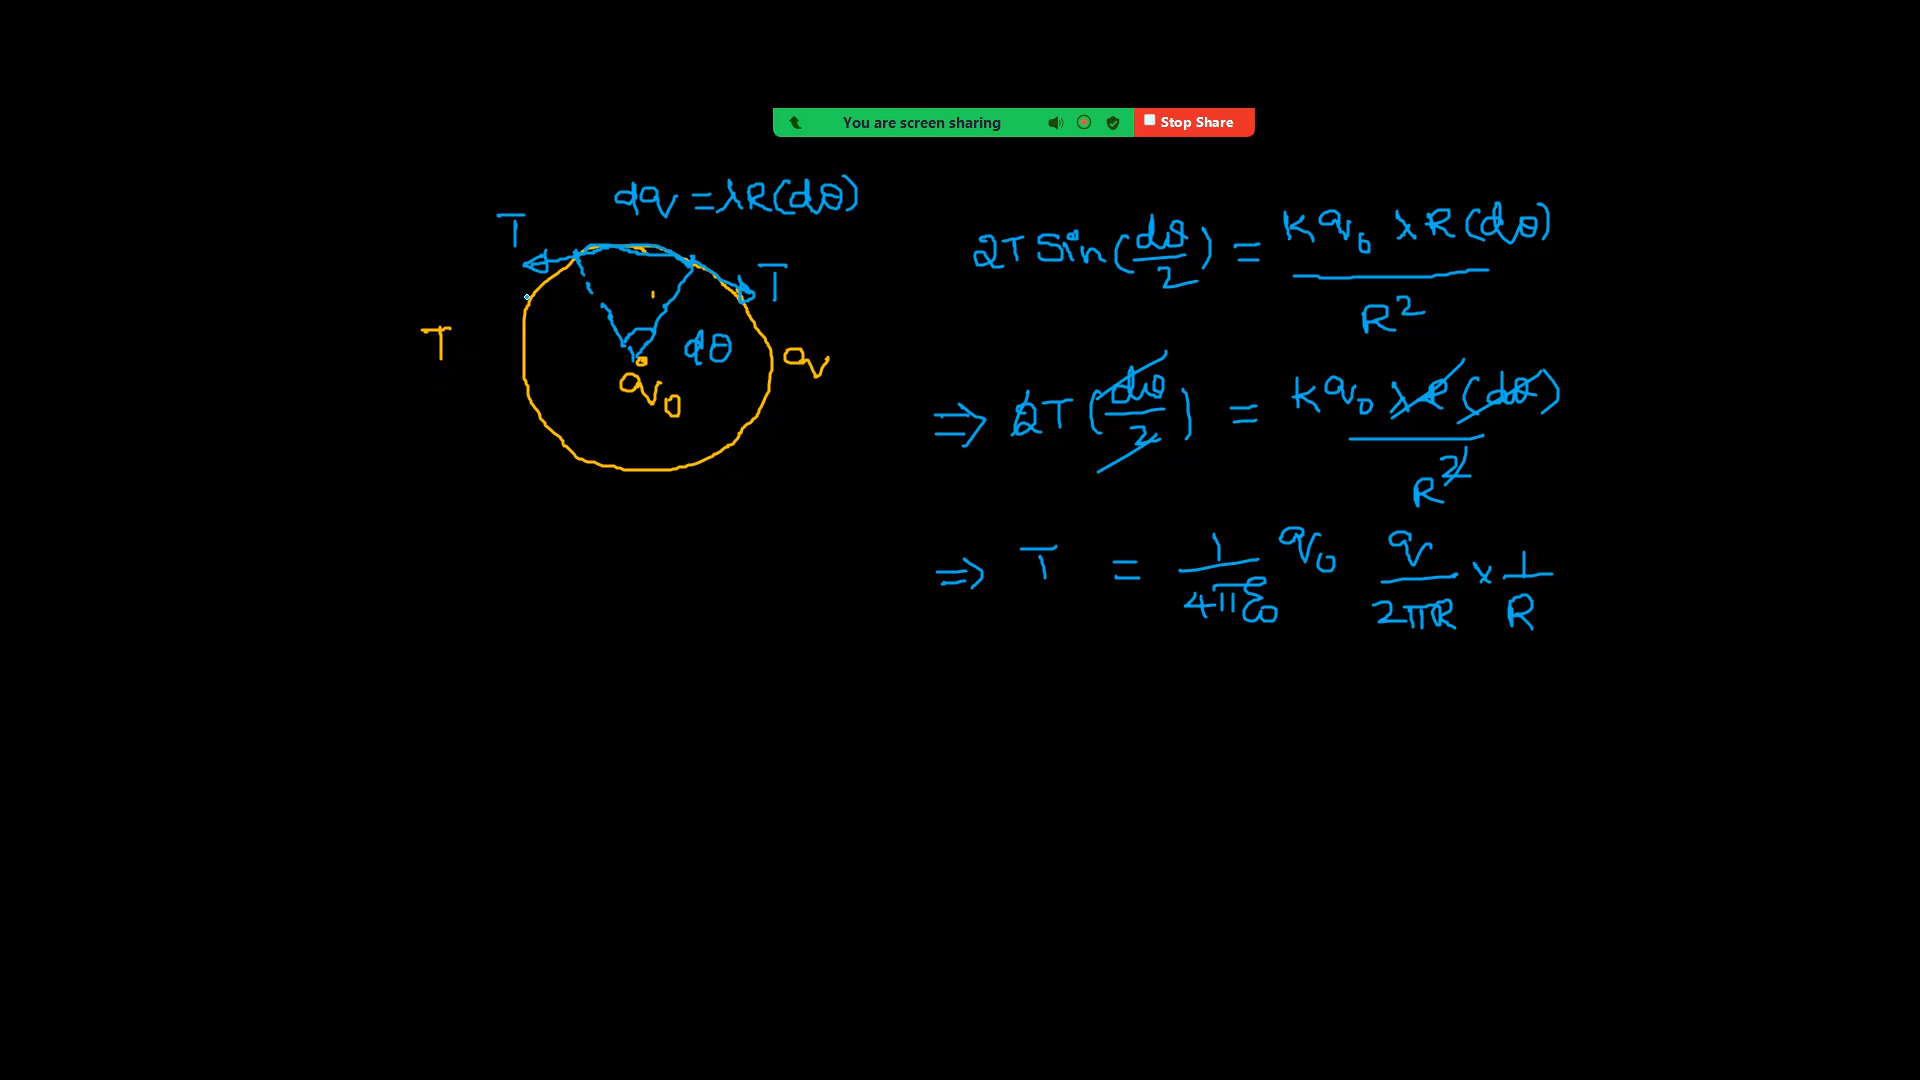 You are screen sharing Stop Share
dq = λR(dθ)
T
T
T
dθ
q
q₀
2T Sin(dθ/2) = Kq₀ λR(dθ) / R²
⇒ 2T(dθ/2) = Kq₀ λR(dθ) / R²
⇒ T = 1/4πε₀ q₀ q/2πR × 1/R